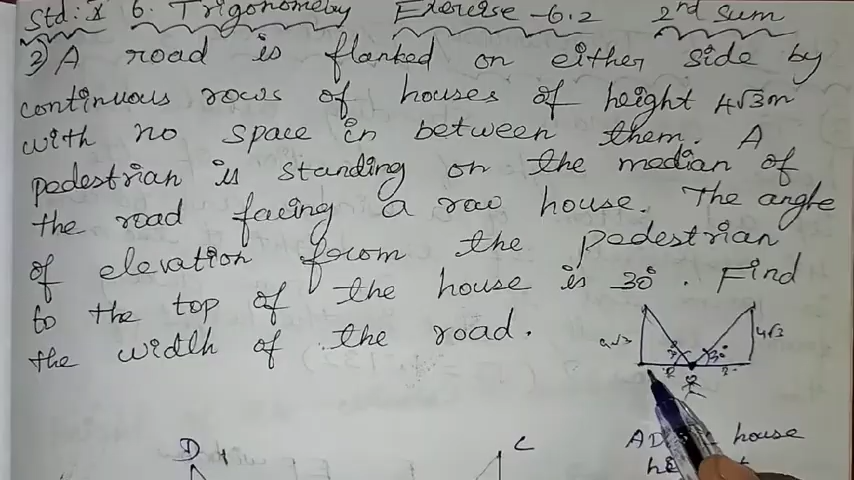 Std: X 6. Trigonometry Exercise -6.2 2nd sum
2) A road is flanked on either side by
continuous rows of houses of height 4√3m
with no space in between them. A
pedestrian is standing on the median of
the road facing a row house. The angle
of elevation from the pedestrian
to the top of the house is 30°. Find
the width of the road.
4√3
30°
D
C
house